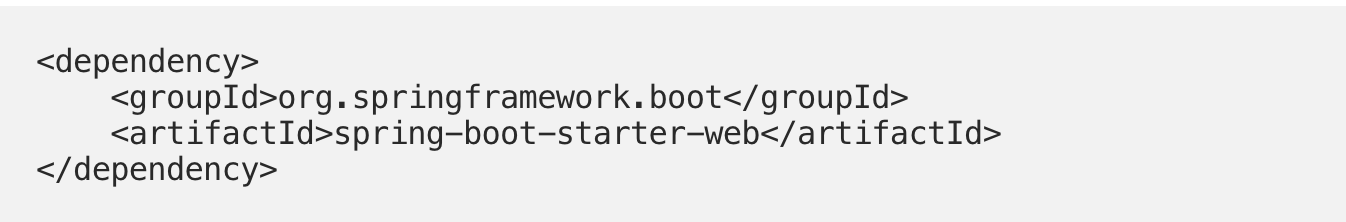 <dependency>
    <groupId>org.springframework.boot</groupId>
    <artifactId>spring-boot-starter-web</artifactId>
</dependency>